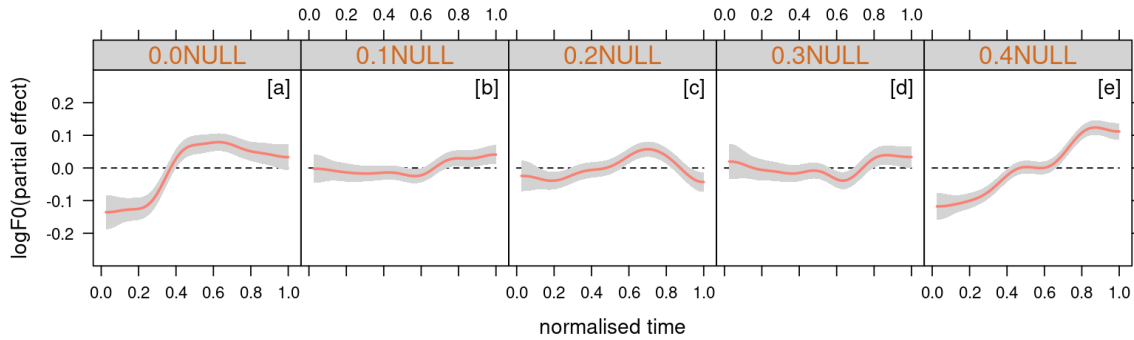 0.0 0.2 0.4 0.6 0.8 1.0 0.0 0.2 0.4 0.6 0.8 1.0
0.0NULL 0.1NULL 0.2NULL 0.3NULL 0.4NULL
[a] [b] [c] [d] [e]
0.2
0.1
0.0
-0.1
-0.2
logF0(partial effect)
0.0 0.2 0.4 0.6 0.8 1.0 0.0 0.2 0.4 0.6 0.8 1.0 0.0 0.2 0.4 0.6 0.8 1.0
normalised time